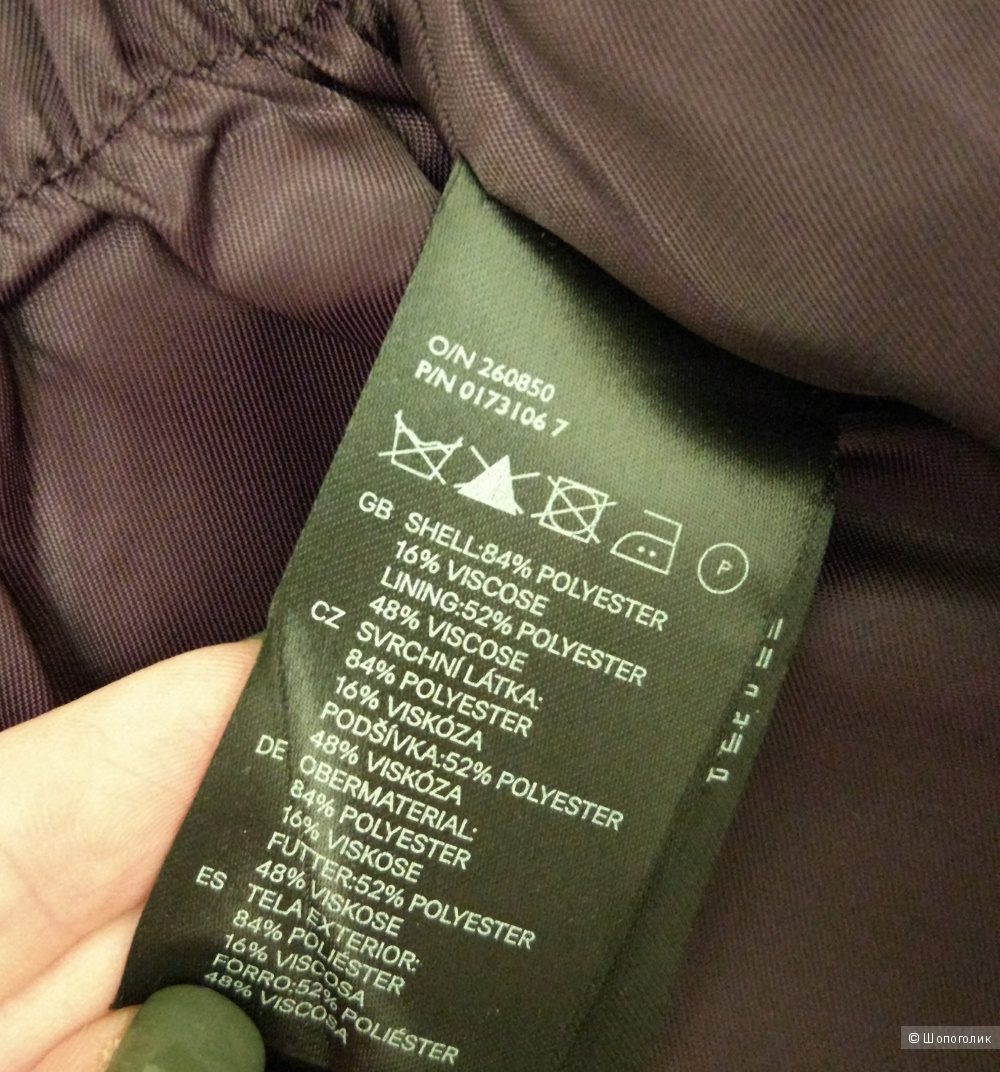 O/N 260850
P/N 0173106 7
P
GB SHELL:84% POLYESTER
16% VISCOSE
LINING:52% POLYESTER
48% VISCOSE
CZ SVRCHNÍ LÁTKA:
84% POLYESTER
16% VISKÓZA
PODŠÍVKA:52% POLYESTER
48% VISKÓZA
DE OBERMATERIAL:
84% POLYESTER
16% VISKOSE
FUTTER:52% POLYESTER
48% VISKOSE
ES TELA EXTERIOR:
84% POLIÉSTER
16% VISCOSA
FORRO:52% POLIÉSTER
48% VISCOSA
© Шопоголик